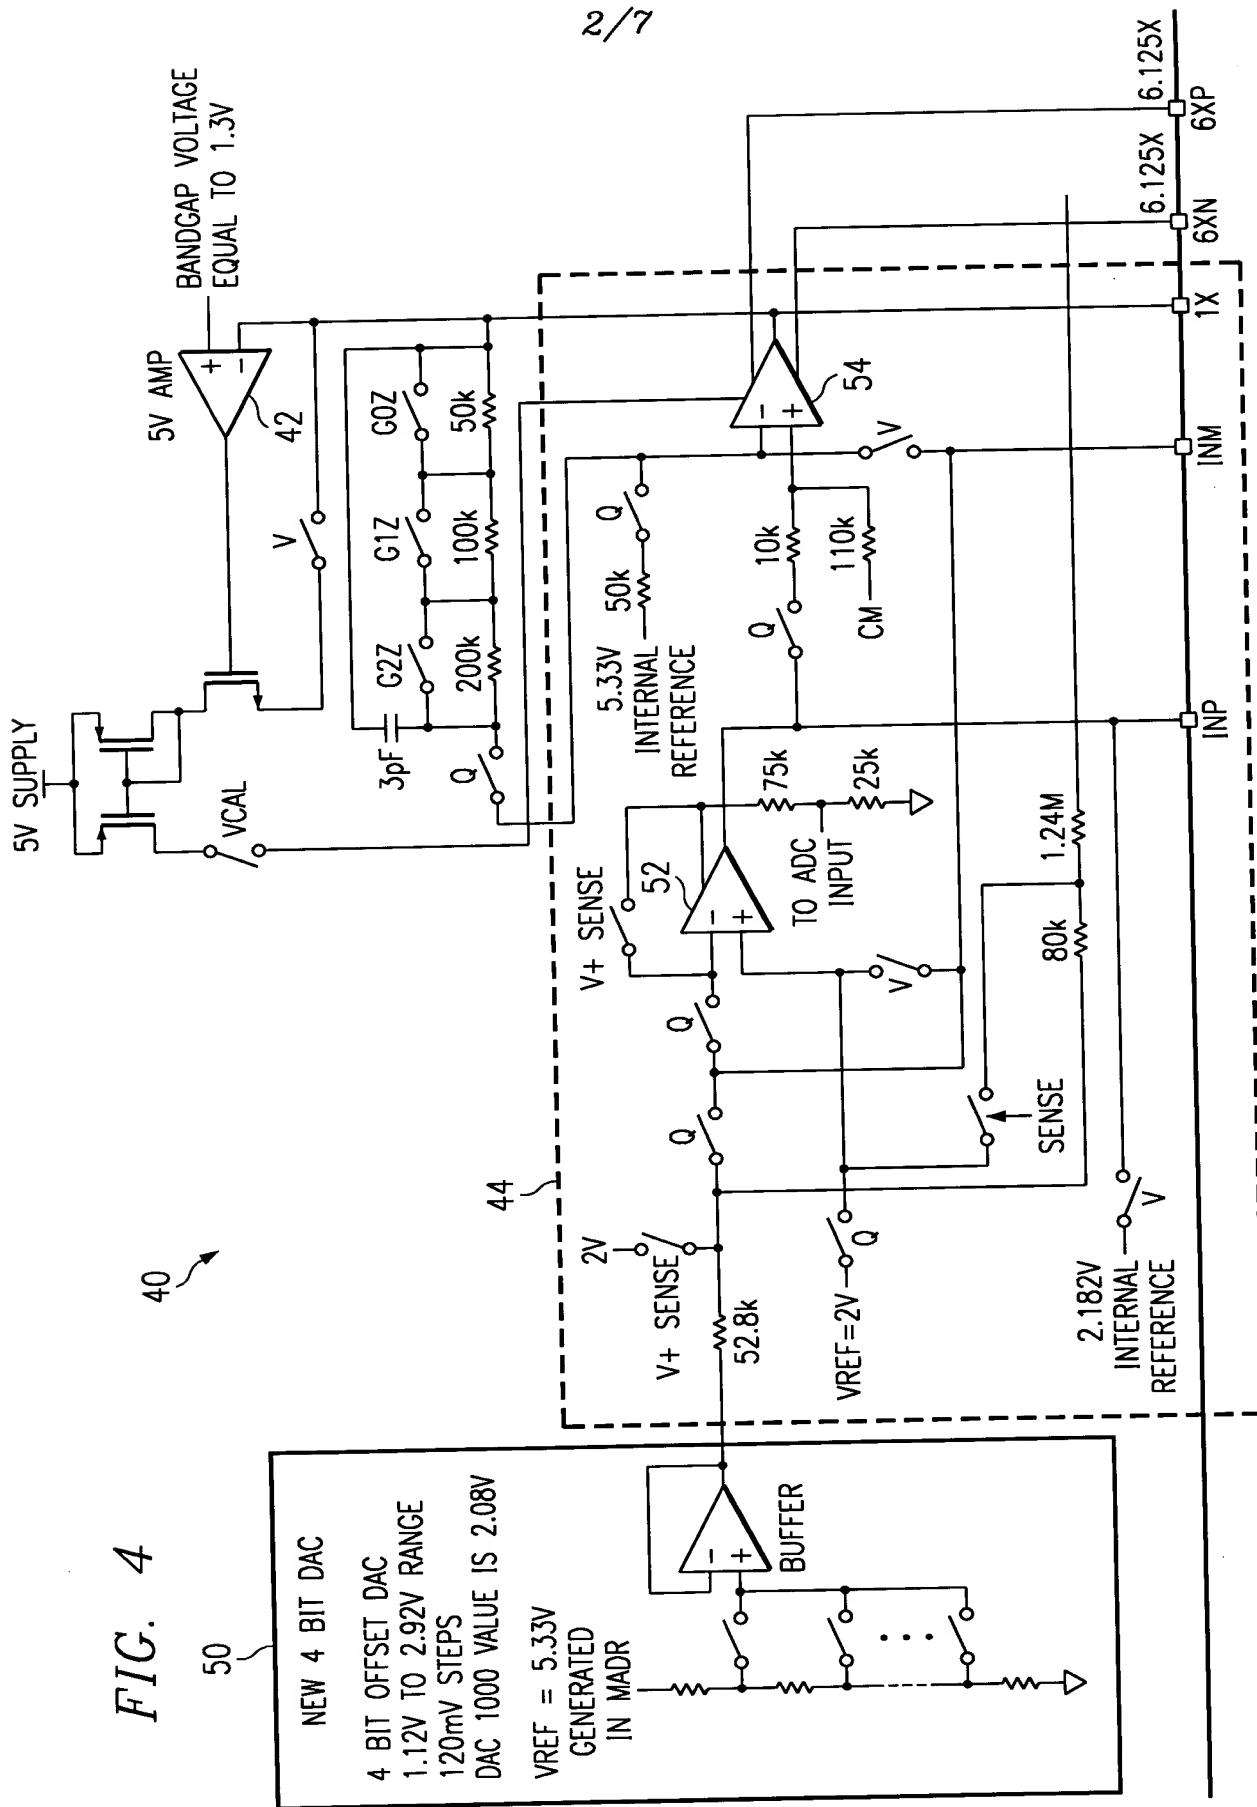 2/7
FIG. 4
40
50
NEW 4 BIT DAC
4 BIT OFFSET DAC
1.12V TO 2.92V RANGE
120mV STEPS
DAC 1000 VALUE IS 2.08V
VREF = 5.33V
GENERATED
IN MADR
BUFFER
-
+
5V SUPPLY
VCAL
5V AMP
BANDGAP VOLTAGE
EQUAL TO 1.3V
+
-
42
V
3pF
G2Z
G1Z
G0Z
200k
100k
50k
Q
44
2V
V+ SENSE
52.8k
Q
Q
V+ SENSE
52
-
+
75k
25k
TO ADC
INPUT
5.33V
INTERNAL
REFERENCE
50k
Q
Q
10k
110k
CM
-
+
54
V
V
VREF=2V
Q
SENSE
80k
1.24M
2.182V
INTERNAL
REFERENCE
V
INP
INM
1X
6XN
6.125X
6XP
6.125X